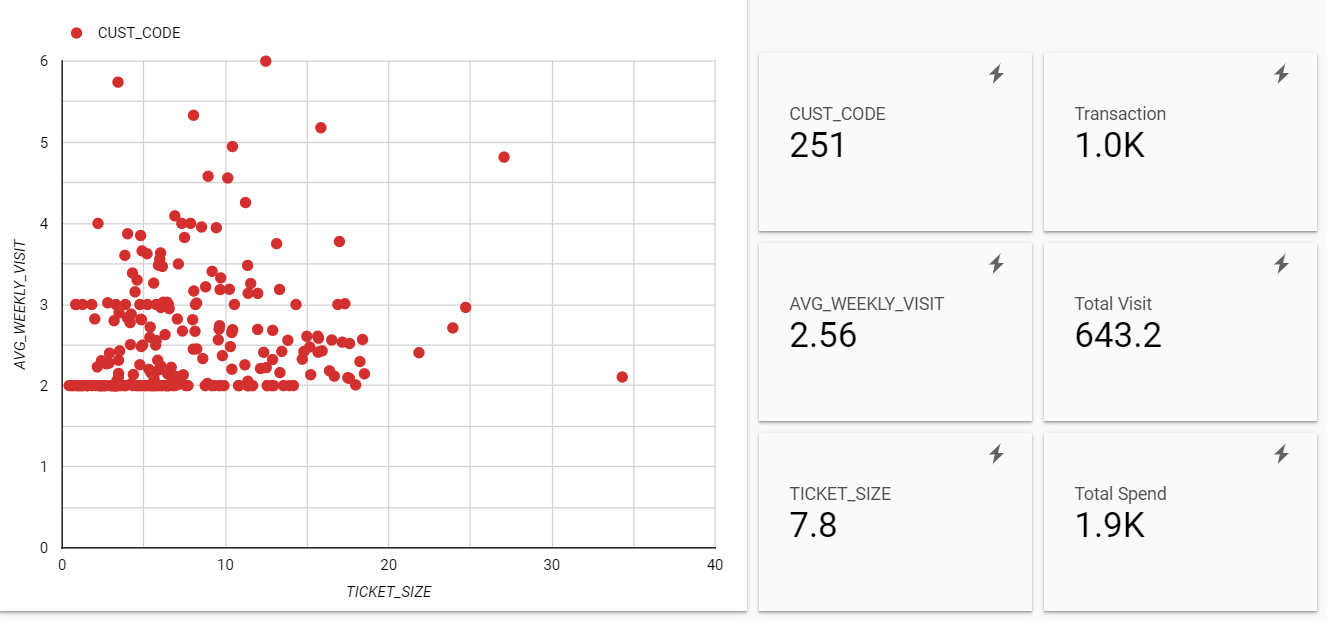 CUST_CODE
6
5
4
3
2
1
0
AVG_WEEKLY_VISIT
0 10 20 30 40
TICKET_SIZE
CUST_CODE
251
Transaction
1.0K
AVG_WEEKLY_VISIT
2.56
Total Visit
643.2
TICKET_SIZE
7.8
Total Spend
1.9K